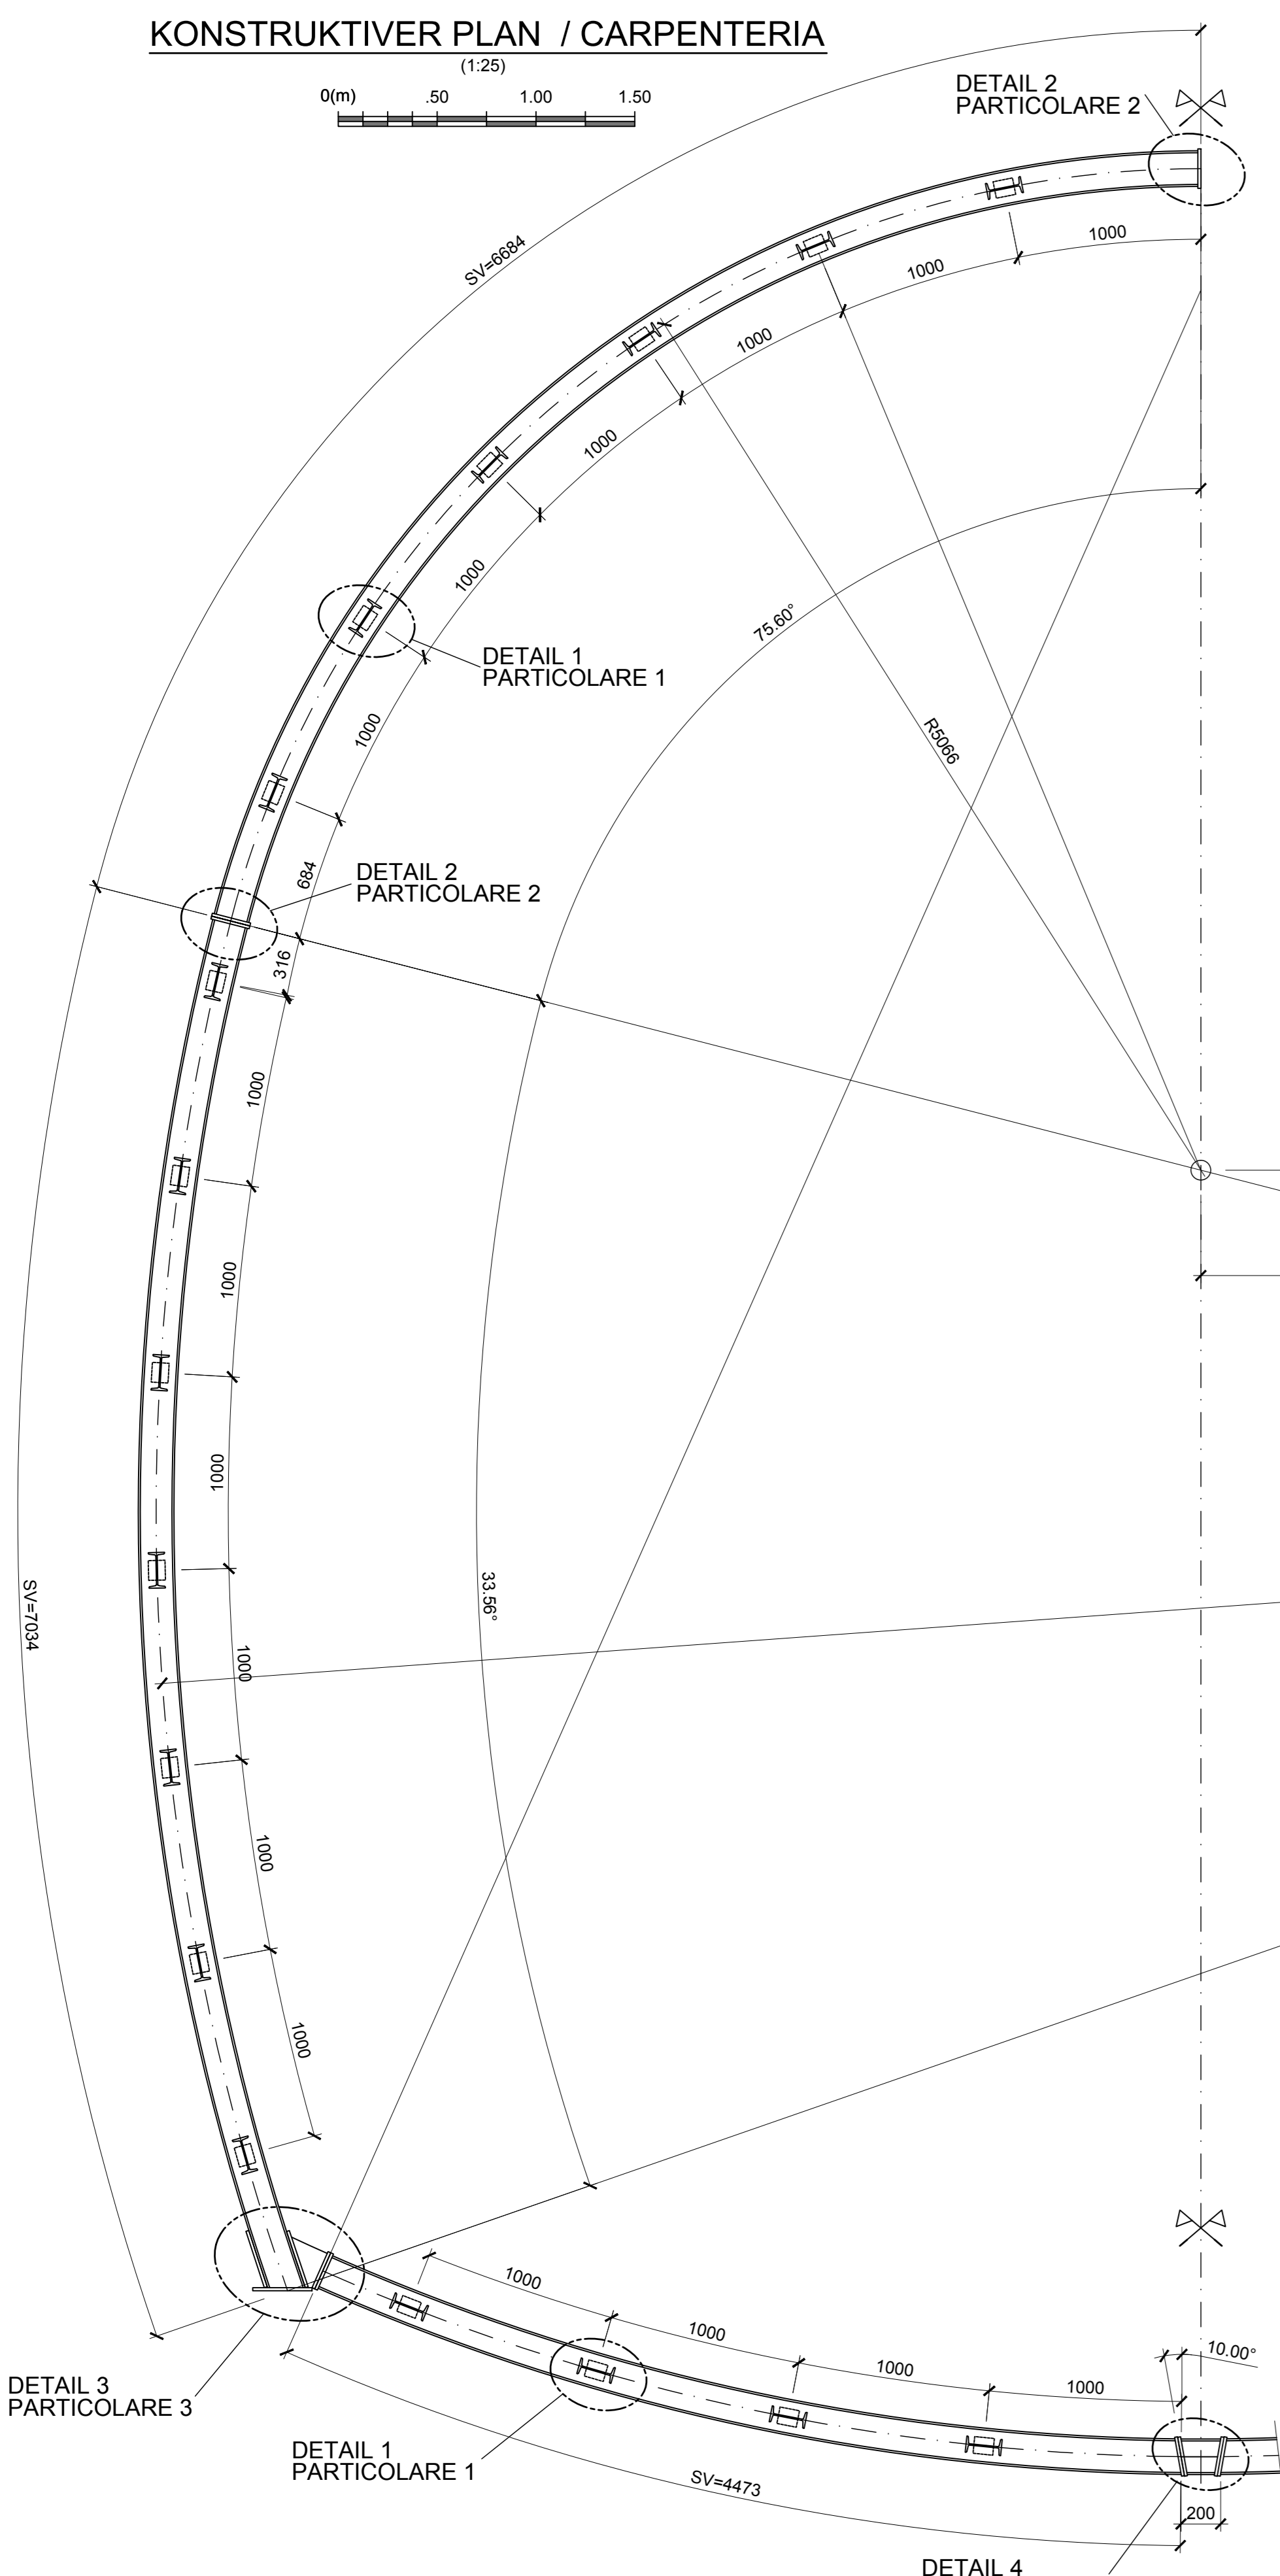 KONSTRUKTIVER PLAN / CARPENTERIA
(1:25)
0(m) .50 1.00 1.50
DETAIL 2
PARTICOLARE 2
SV=6684
1000
1000
1000
1000
1000
1000
684
316
75.60°
R5066
DETAIL 1
PARTICOLARE 1
DETAIL 2
PARTICOLARE 2
1000
1000
1000
1000
1000
1000
33.56°
SV=7034
DETAIL 3
PARTICOLARE 3
1000
1000
1000
1000
10.00°
DETAIL 1
PARTICOLARE 1
SV=4473
200
DETAIL 4